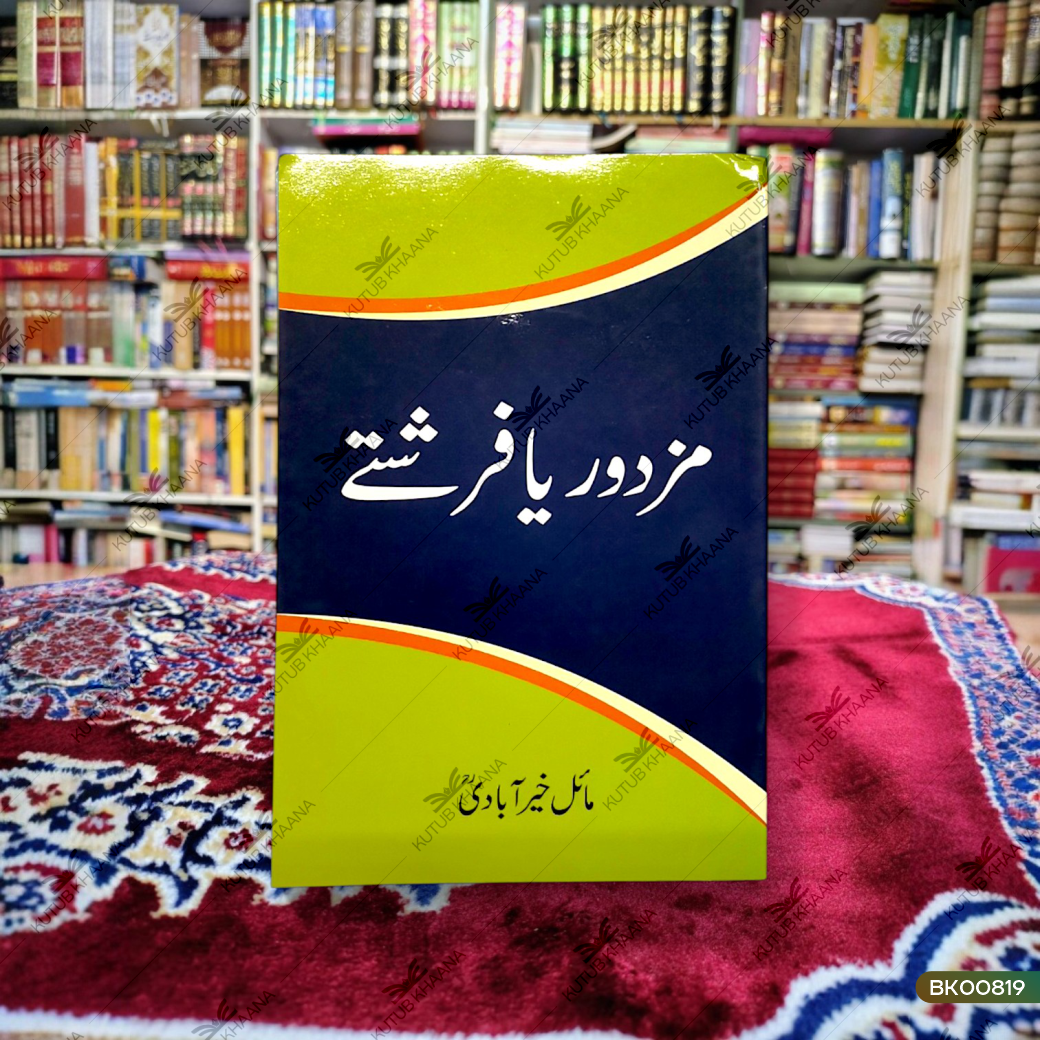 مزدور یا فرشتے
مائل خیرآبادیؒ
KUTUB KHAANA
BK00819